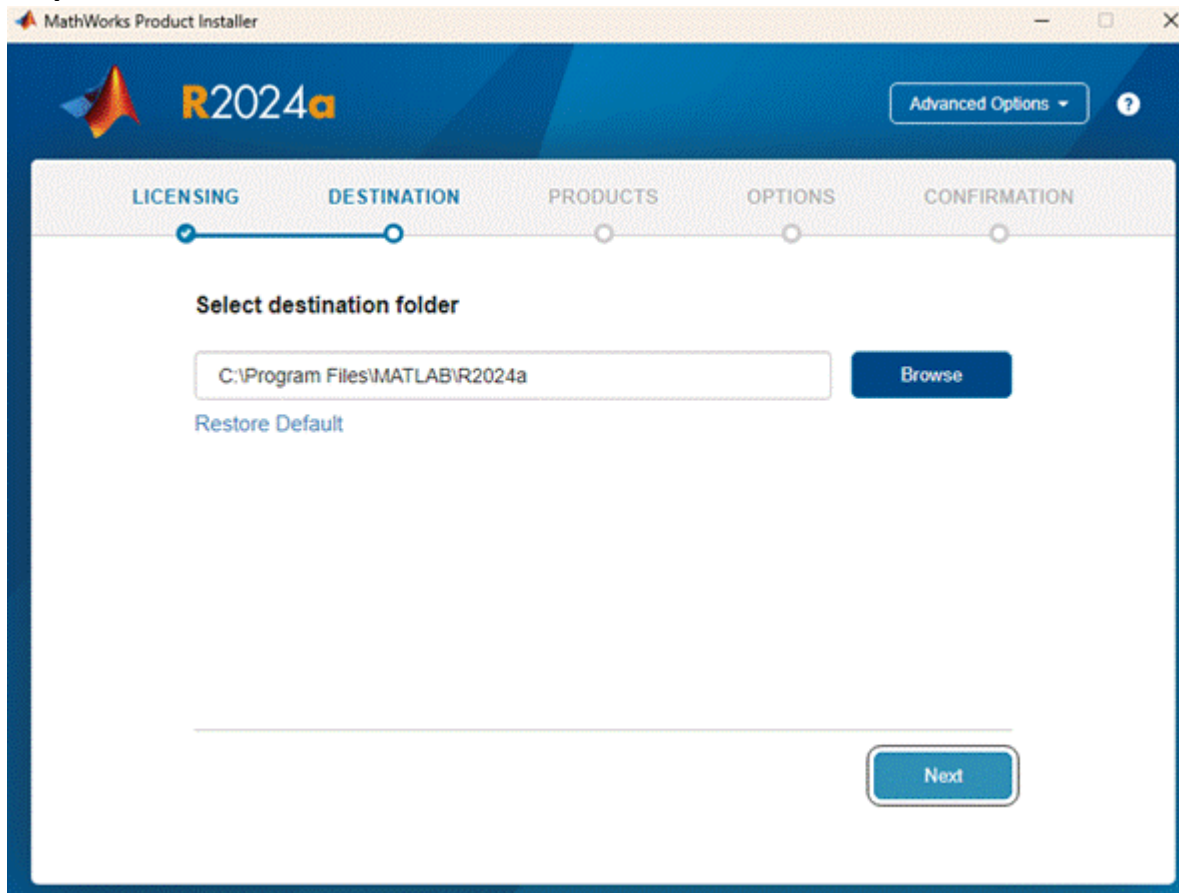 MathWorks Product Installer
R2024a
Advanced Options
?
LICENSING DESTINATION PRODUCTS OPTIONS CONFIRMATION
Select destination folder
C:\Program Files\MATLAB\R2024a
Browse
Restore Default
Next